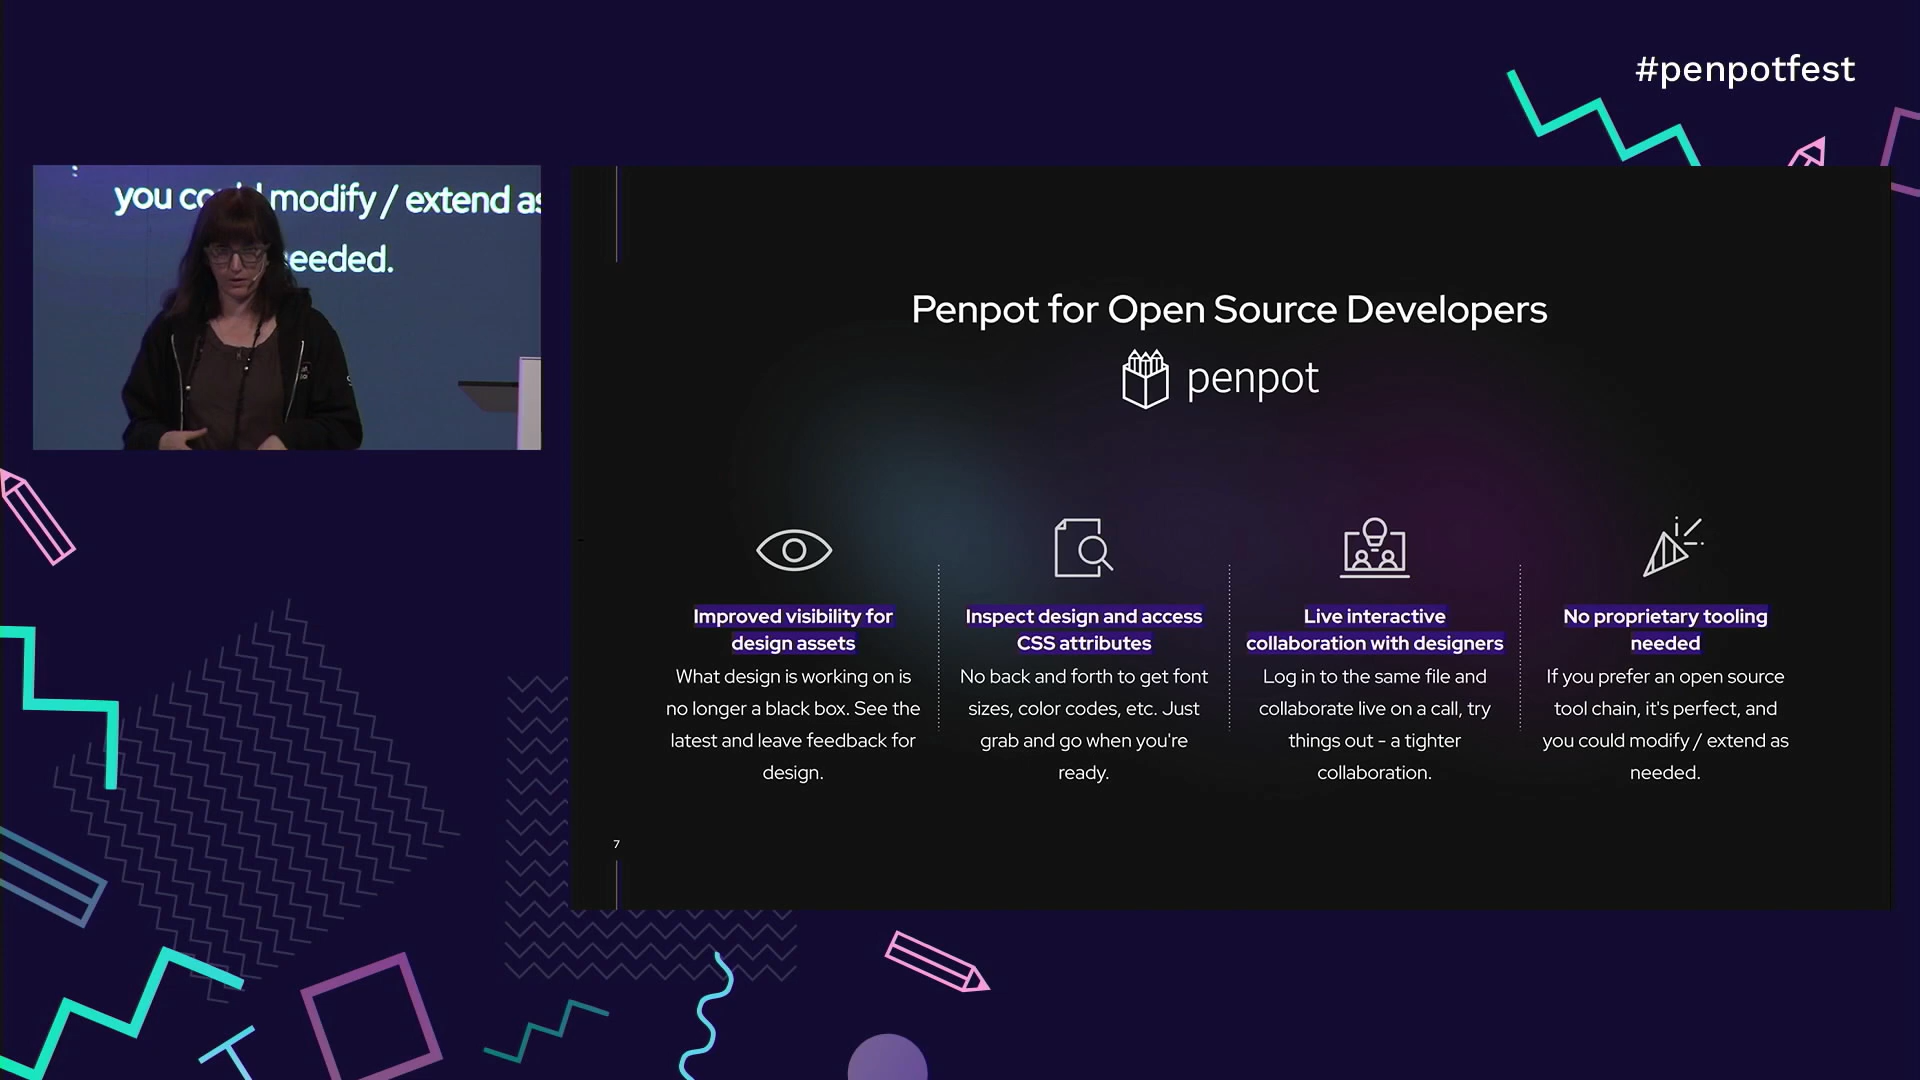 #penpotfest
you co modify / extend as
eeded.
Penpot for Open Source Developers
penpot
Improved visibility for
design assets
What design is working on is
no longer a black box. See the
latest and leave feedback for
design.
Inspect design and access
CSS attributes
No back and forth to get font
sizes, color codes, etc. Just
grab and go when you're
ready.
Live interactive
collaboration with designers
Log in to the same file and
collaborate live on a call, try
things out - a tighter
collaboration.
No proprietary tooling
needed
If you prefer an open source
tool chain, it's perfect, and
you could modify / extend as
needed.
7